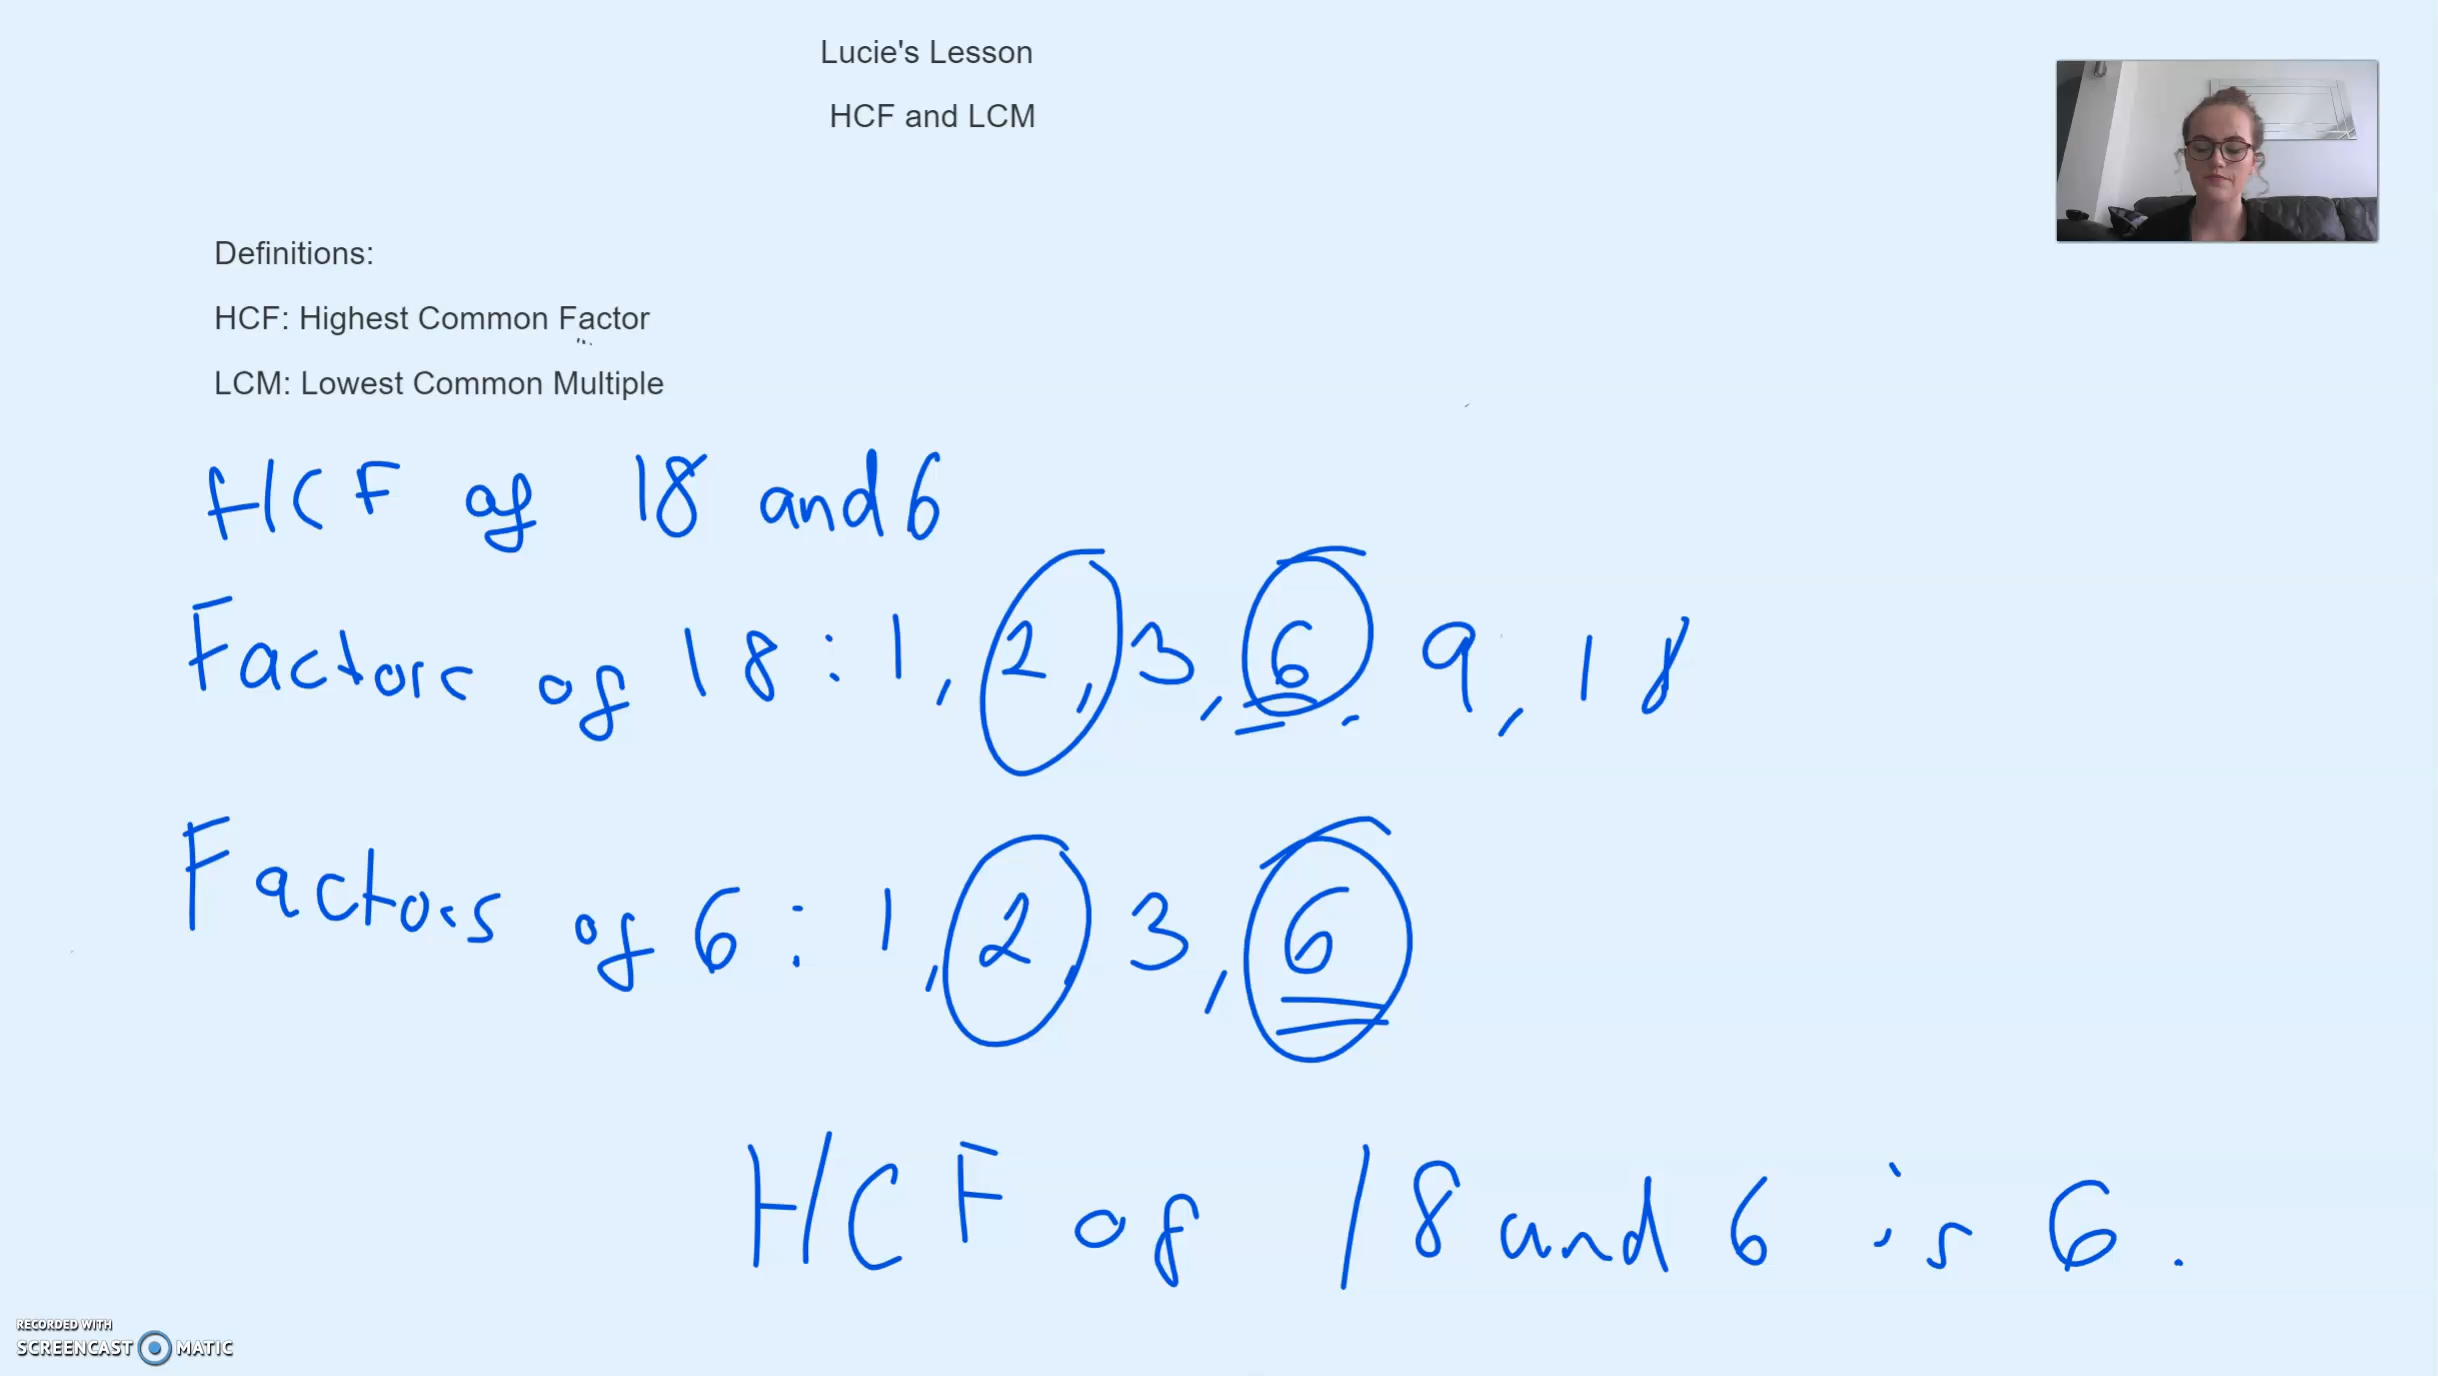 Lucie's Lesson
HCF and LCM
Definitions:
HCF: Highest Common Factor
LCM: Lowest Common Multiple
HCF of 18 and 6
Factors of 18 : 1, 2, 3, 6, 9, 18
Factors of 6 : 1, 2, 3, 6
HCF of 18 and 6 is 6.
RECORDED WITH
SCREENCAST MATIC